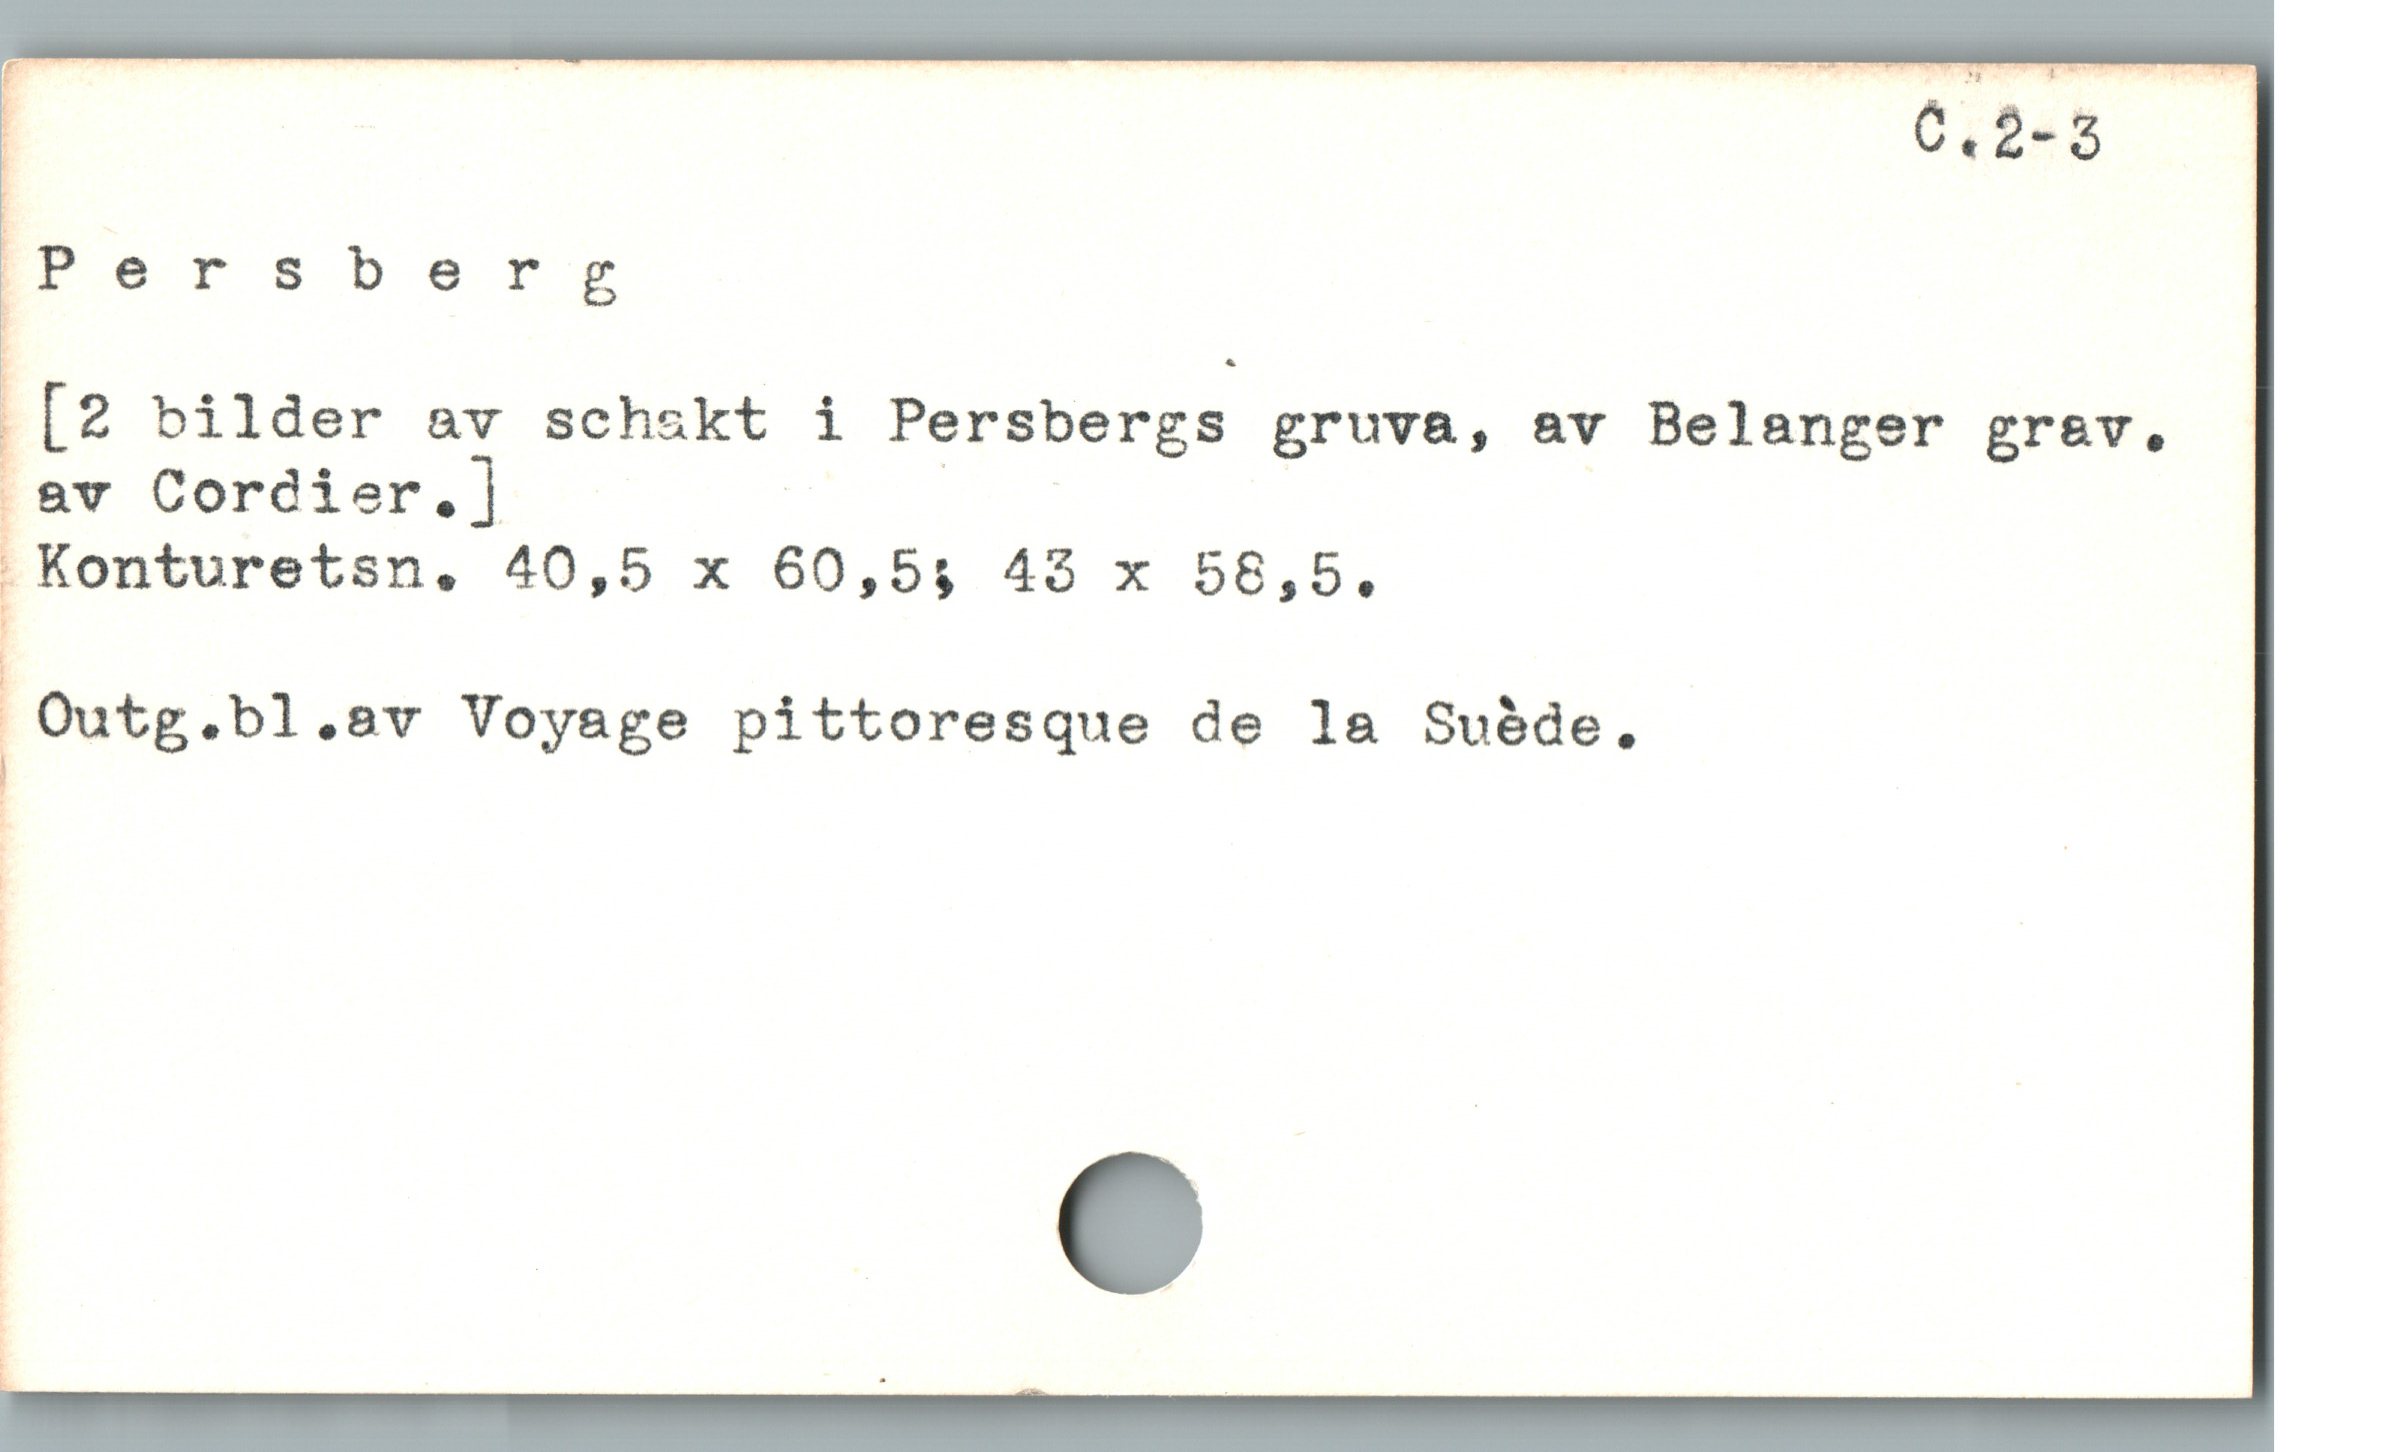 C.2-3
P e r s b e r g
[2 bilder av schakt i Persbergs gruva, av Belanger grav.
av Cordier.]
Konturetsn. 40,5 x 60,5; 43 x 58,5.
Outg.bl.av Voyage pittoresque de la Suède.